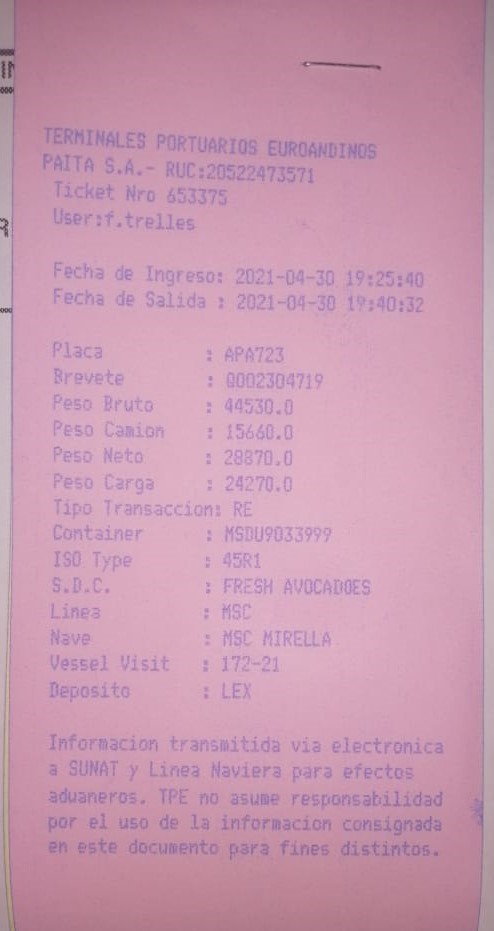 TERMINALES PORTUARIOS EUROANDINOS
PAITA S.A.- RUC:20522473571
Ticket Nro 653375
User:f.trelles
Fecha de Ingreso: 2021-04-30 19:25:40
Fecha de Salida : 2021-04-30 19:40:32
Placa : APA723
Brevete : Q002304719
Peso Bruto : 44530.0
Peso Camion : 15660.0
Peso Neto : 28870.0
Peso Carga : 24270.0
Tipo Transaccion: RE
Container : MSDU9033999
ISO Type : 45R1
S.D.C. : FRESH AVOCADOES
Linea : MSC
Nave : MSC MIRELLA
Vessel Visit : 172-21
Deposito : LEX
Informacion transmitida via electronica
a SUNAT y Linea Naviera para efectos
aduaneros. TPE no asume responsabilidad
por el uso de la informacion consignada
en este documento para fines distintos.